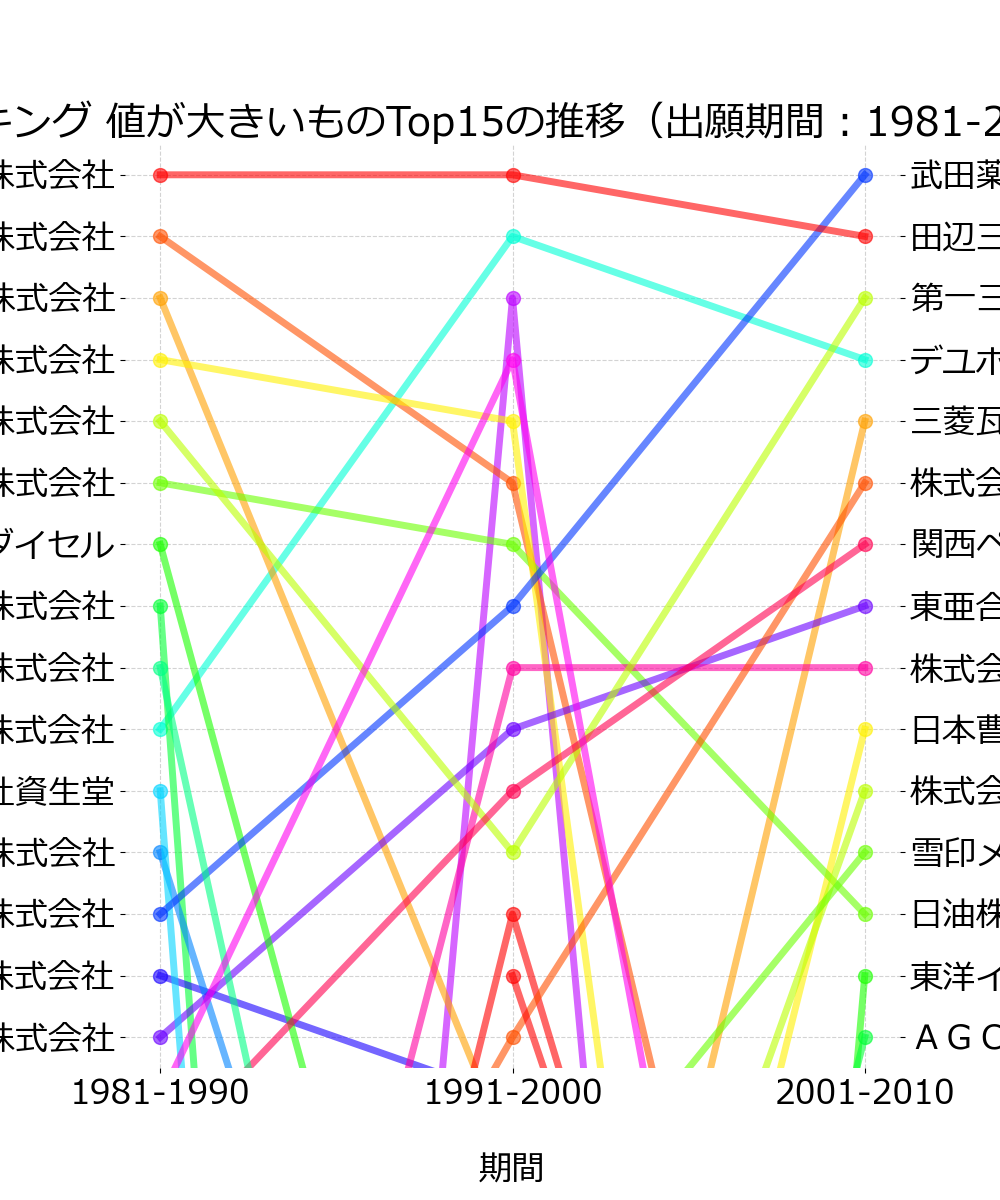 キング 値が大きいもののTop15の推移（出願期間：1981-2
株式会社
株式会社
株式会社
株式会社
株式会社
株式会社
ダイセル
株式会社
株式会社
株式会社
社資生堂
株式会社
株式会社
株式会社
株式会社
武田薬
田辺三
第一三
デユポ
三菱瓦
株式会
関西ペ
東亜合
株式会
日本曹
株式会
雪印メ
日油株
東洋イ
ＡＧＣ
1981-1990
1991-2000
2001-2010
期間